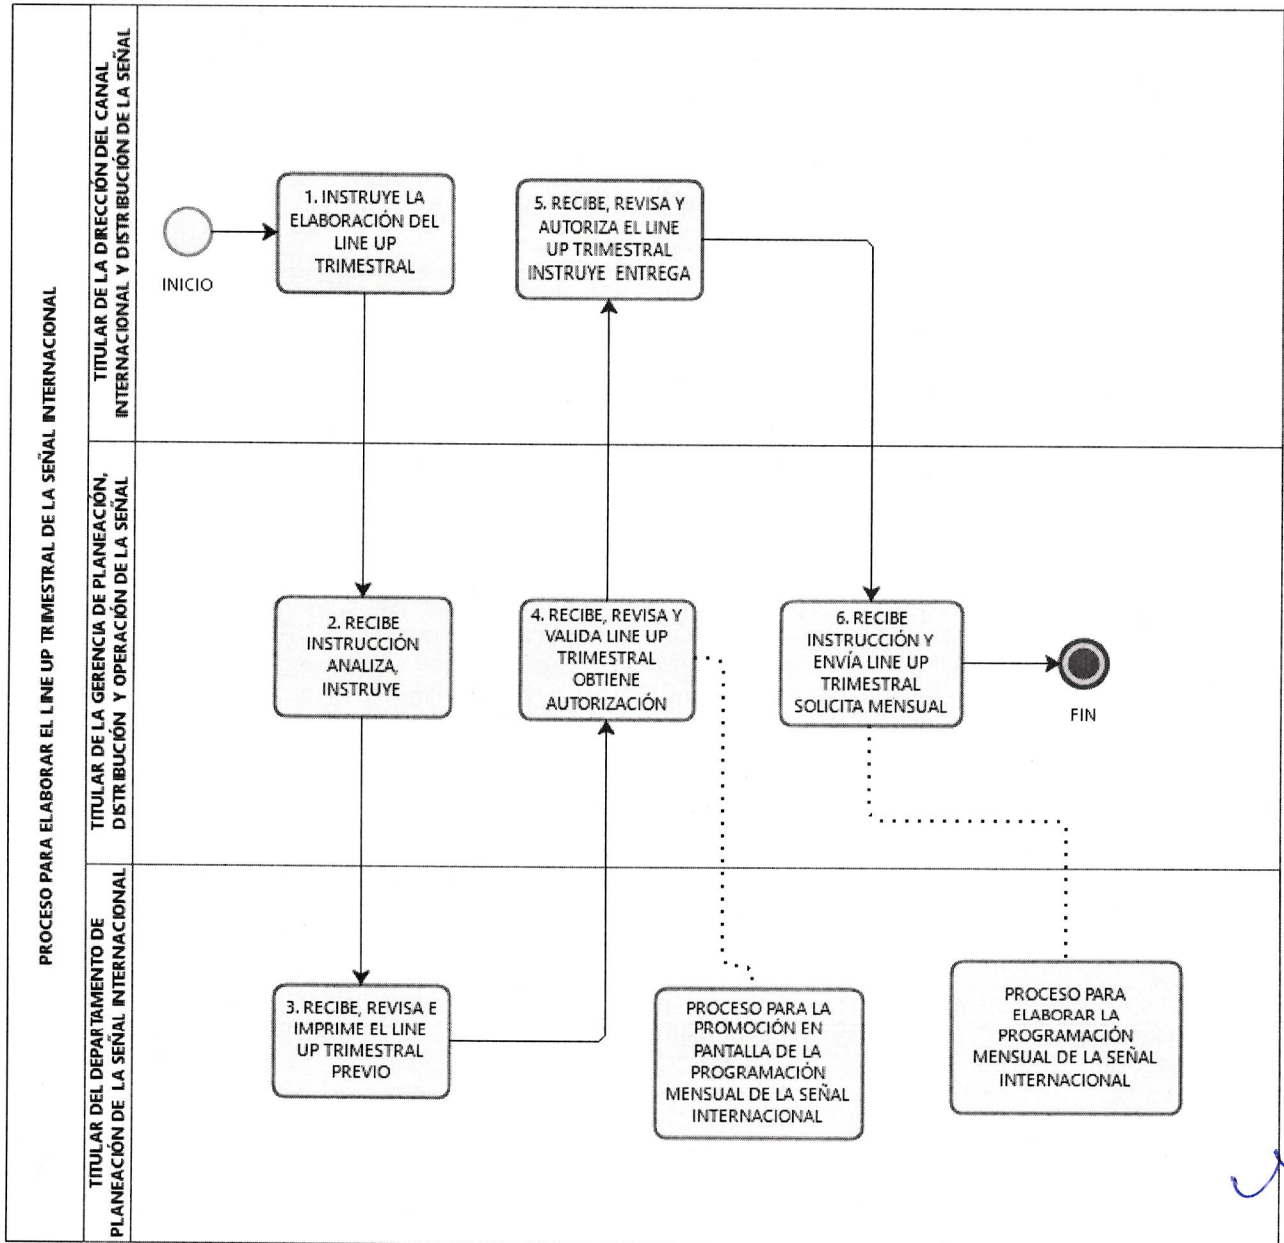 PROCESO PARA ELABORAR EL LINE UP TRIMESTRAL DE LA SEÑAL INTERNACIONAL
TITULAR DE LA DIRECCIÓN DEL CANAL
INTERNACIONAL Y DISTRIBUCIÓN DE LA SEÑAL
INICIO
1. INSTRUYE LA
ELABORACIÓN DEL
LINE UP
TRIMESTRAL
5. RECIBE, REVISA Y
AUTORIZA EL LINE
UP TRIMESTRAL
INSTRUYE ENTREGA
TITULAR DE LA GERENCIA DE PLANEACIÓN,
DISTRIBUCIÓN Y OPERACIÓN DE LA SEÑAL
2. RECIBE
INSTRUCCIÓN
ANALIZA,
INSTRUYE
4. RECIBE, REVISA Y
VALIDA LINE UP
TRIMESTRAL
OBTIENE
AUTORIZACIÓN
6. RECIBE
INSTRUCCIÓN Y
ENVÍA LINE UP
TRIMESTRAL
SOLICITA MENSUAL
FIN
TITULAR DEL DEPARTAMENTO DE
PLANEACIÓN DE LA SEÑAL INTERNACIONAL
3. RECIBE, REVISA E
IMPRIME EL LINE
UP TRIMESTRAL
PREVIO
PROCESO PARA LA
PROMOCIÓN EN
PANTALLA DE LA
PROGRAMACIÓN
MENSUAL DE LA SEÑAL
INTERNACIONAL
PROCESO PARA
ELABORAR LA
PROGRAMACIÓN
MENSUAL DE LA SEÑAL
INTERNACIONAL